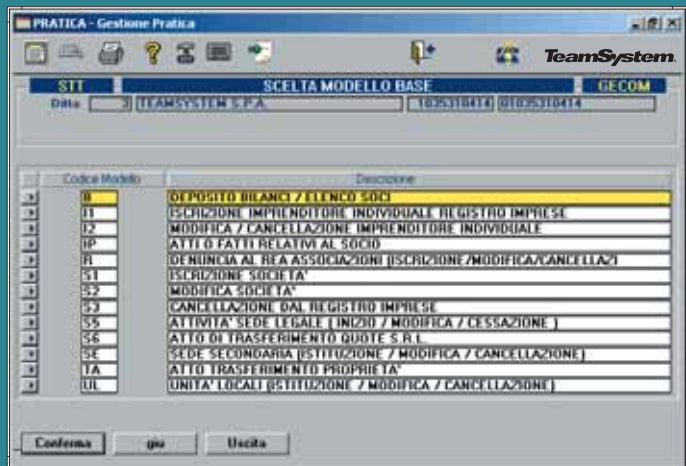 PRATICA - Gestione Pratica
TeamSystem
STT SCELTA MODELLO BASE GECOM
Ditta 3 TEAMSYSTEM S.P.A. 1035310414 01035310414
Codice Modello Descrizione
B DEPOSITO BILANCI / ELENCO SOCI
I1 ISCRIZIONE IMPRENDITORE INDIVIDUALE REGISTRO IMPRESE
I2 MODIFICA / CANCELLAZIONE IMPRENDITORE INDIVIDUALE
IP ATTI O FATTI RELATIVI AL SOCIO
R DENUNCIA AL REA ASSOCIAZIONI (ISCRIZIONE/MODIFICA/CANCELLAZI
S1 ISCRIZIONE SOCIETA'
S2 MODIFICA SOCIETA'
S3 CANCELLAZIONE DAL REGISTRO IMPRESE
S5 ATTIVITA' SEDE LEGALE ( INIZIO / MODIFICA / CESSAZIONE )
S6 ATTO DI TRASFERIMENTO QUOTE S.R.L.
SE SEDE SECONDARIA (ISTITUZIONE / MODIFICA / CANCELLAZIONE)
TA ATTO TRASFERIMENTO PROPRIETA'
UL UNITA' LOCALI (ISTITUZIONE / MODIFICA / CANCELLAZIONE)
Conferma giu Uscita